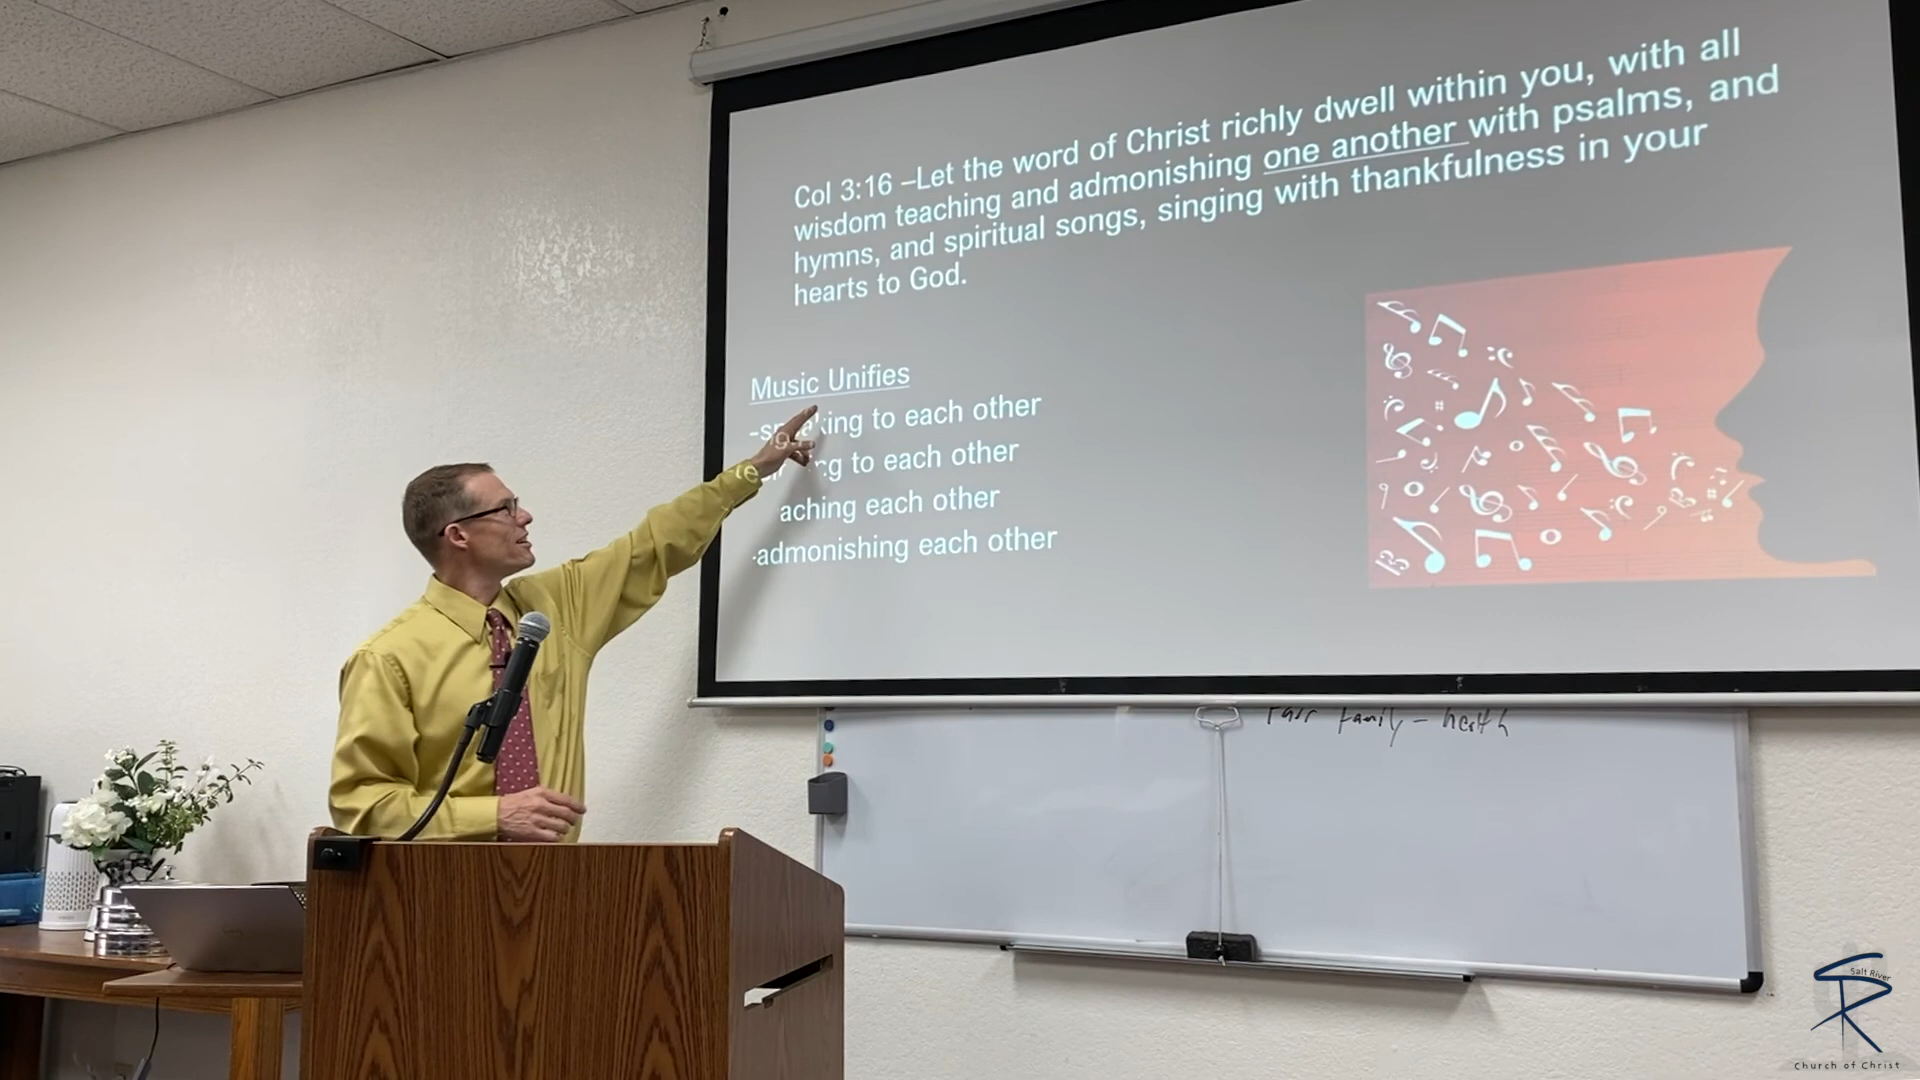 Col 3:16 –Let the word of Christ richly dwell within you, with all
wisdom teaching and admonishing one another with psalms, and
hymns, and spiritual songs, singing with thankfulness in your
hearts to God.
Music Unifies
to each other
to each other
each other
-admonishing each other
family – health
Salt River
Church of Christ